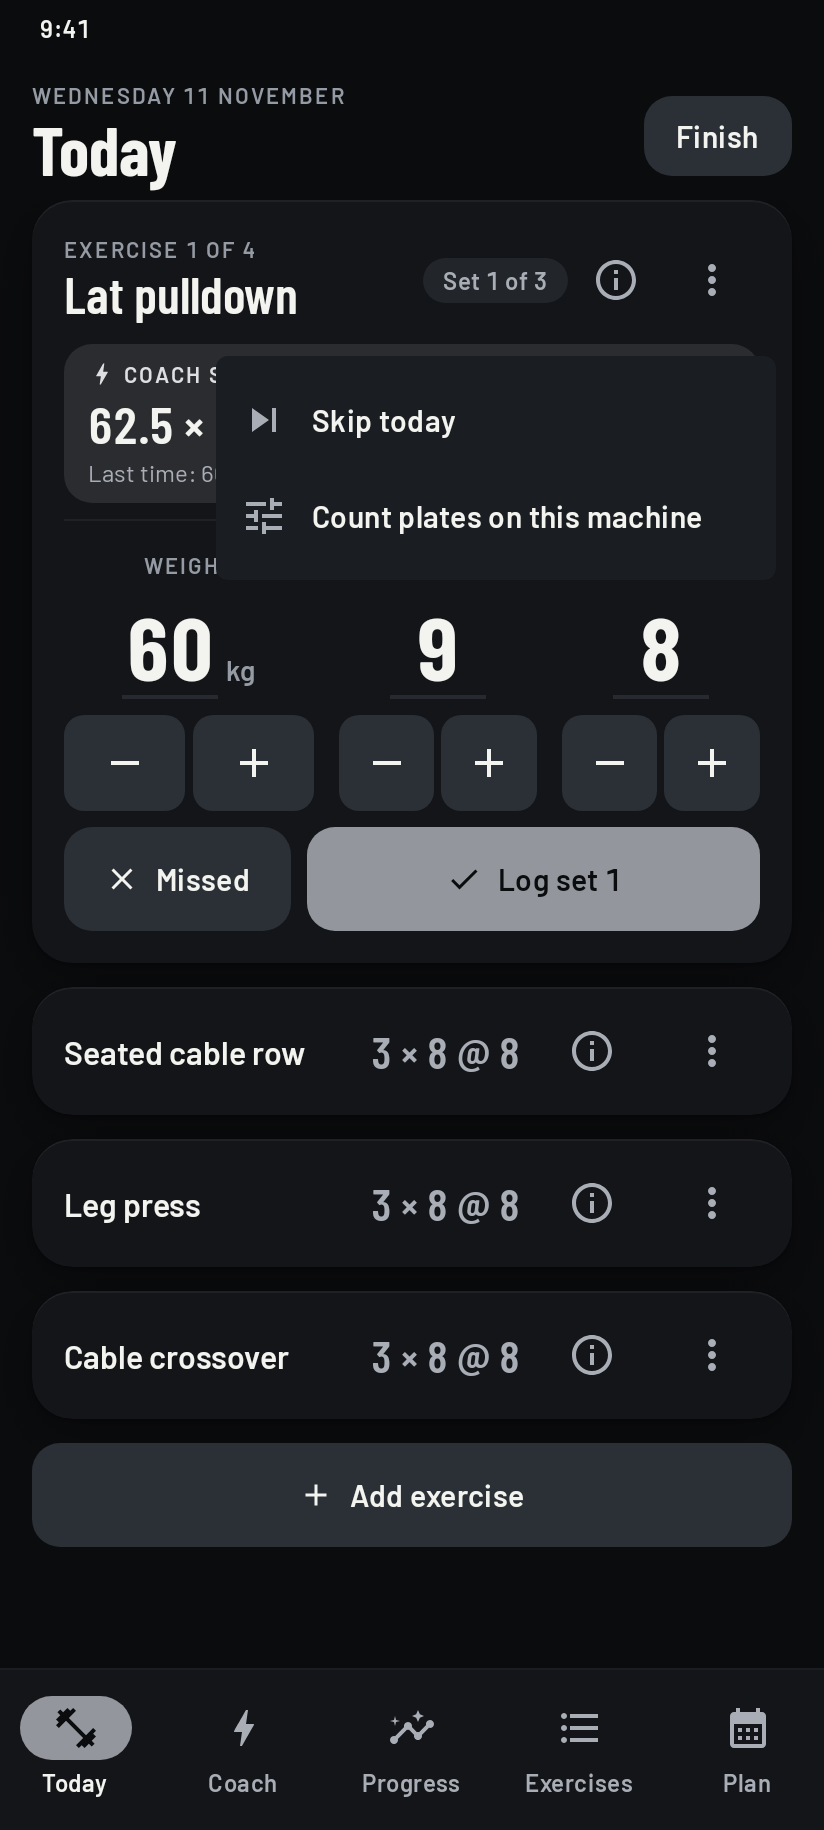 9:41
WEDNESDAY 11 NOVEMBER
Today
Finish
EXERCISE 1 OF 4
Lat pulldown
Set 1 of 3
COACH
62.5 ×
Last time:
Skip today
Count plates on this machine
60 kg
9
8
Missed
Log set 1
Seated cable row 3 × 8 @ 8
Leg press 3 × 8 @ 8
Cable crossover 3 × 8 @ 8
Add exercise
Today
Coach
Progress
Exercises
Plan